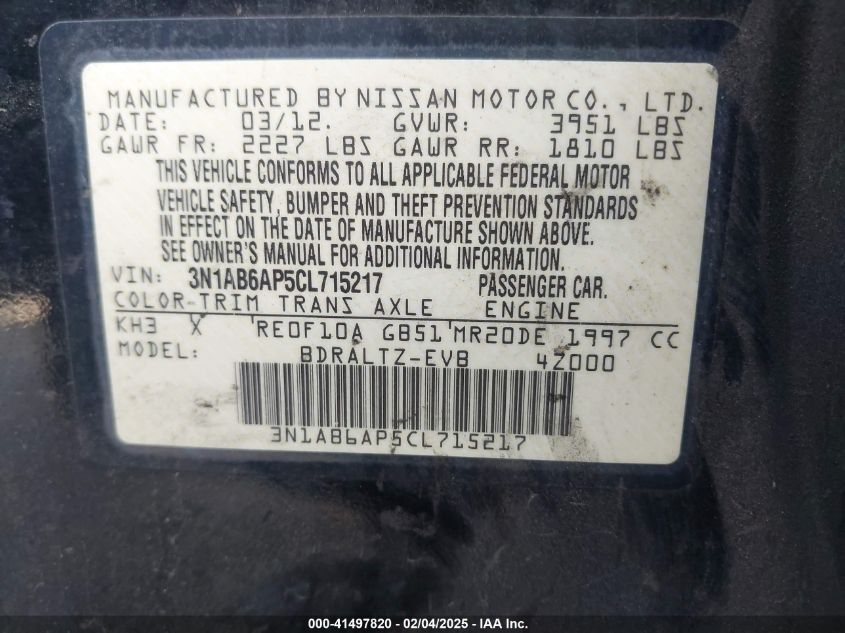 MANUFACTURED BY NISSAN MOTOR CO., LTD.
DATE: 03/12. GVWR: 3951 LBS
GAWR FR: 2227 LBS GAWR RR: 1810 LBS
THIS VEHICLE CONFORMS TO ALL APPLICABLE FEDERAL MOTOR
VEHICLE SAFETY, BUMPER AND THEFT PREVENTION STANDARDS
IN EFFECT ON THE DATE OF MANUFACTURE SHOWN ABOVE.
SEE OWNER'S MANUAL FOR ADDITIONAL INFORMATION.
VIN: 3N1AB6AP5CL715217 PASSENGER CAR.
COLOR-TRIM TRANS AXLE ENGINE
KH3 X 'RE0F10A GB51'MR20DE 1997 CC
MODEL: BDRALTZ-EVB 4Z000
3N1AB6AP5CL715217
000-41497820 — 02/04/2025 — IAA Inc.